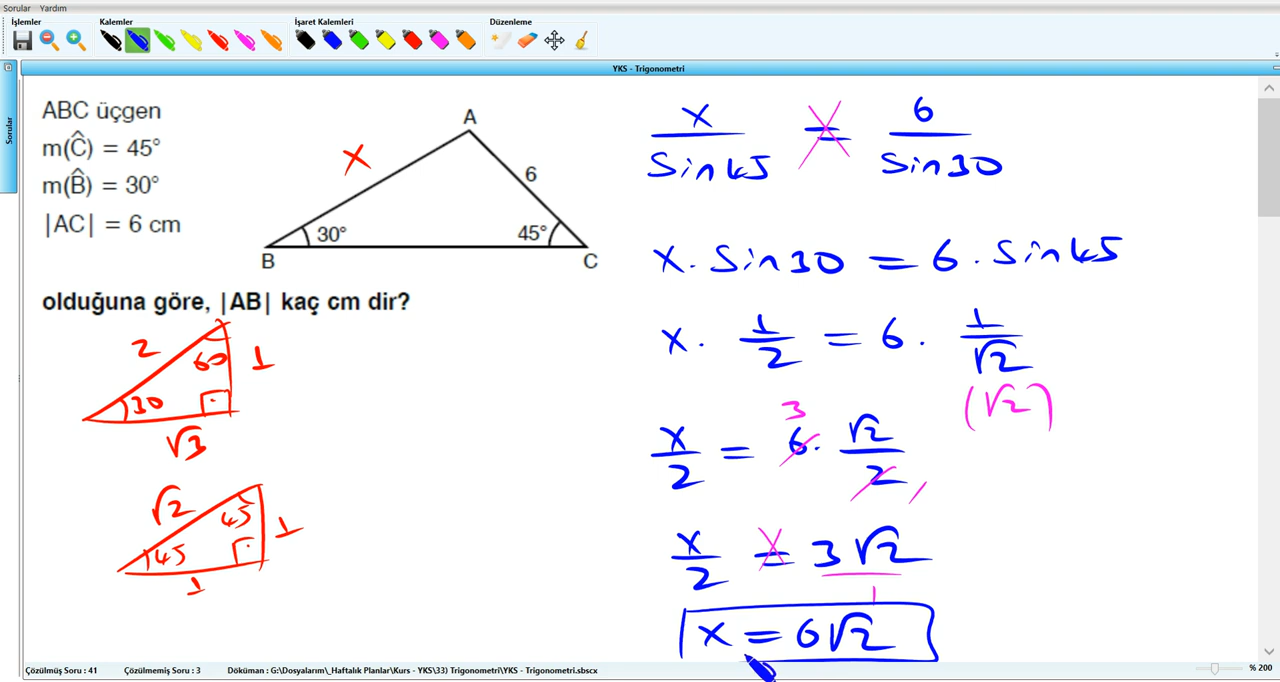 Sorular Yardım
İşlemler Kalemler İşaret Kalemleri Düzenleme
YKS - Trigonometri
Sorular
ABC üçgen
m(Ĉ) = 45°
m(B̂) = 30°
|AC| = 6 cm
A
x
6
30°
45°
B
C
olduğuna göre, |AB| kaç cm dir?
2
60
1
30
√3
√2
45
1
45
1
x/Sin45 = 6/Sin30
x · Sin30 = 6 · Sin45
x · 1/2 = 6 · 1/√2
(√2)
3
x/2 = 6 · √2/2
x/2 = 3√2
1
x = 6√2
Çözülmüş Soru : 41 Çözülmemiş Soru : 3 Döküman : G:\Dosyalarım\_Haftalık Planlar\Kurs - YKS\33) Trigonometri\YKS - Trigonometri.sbscx % 200